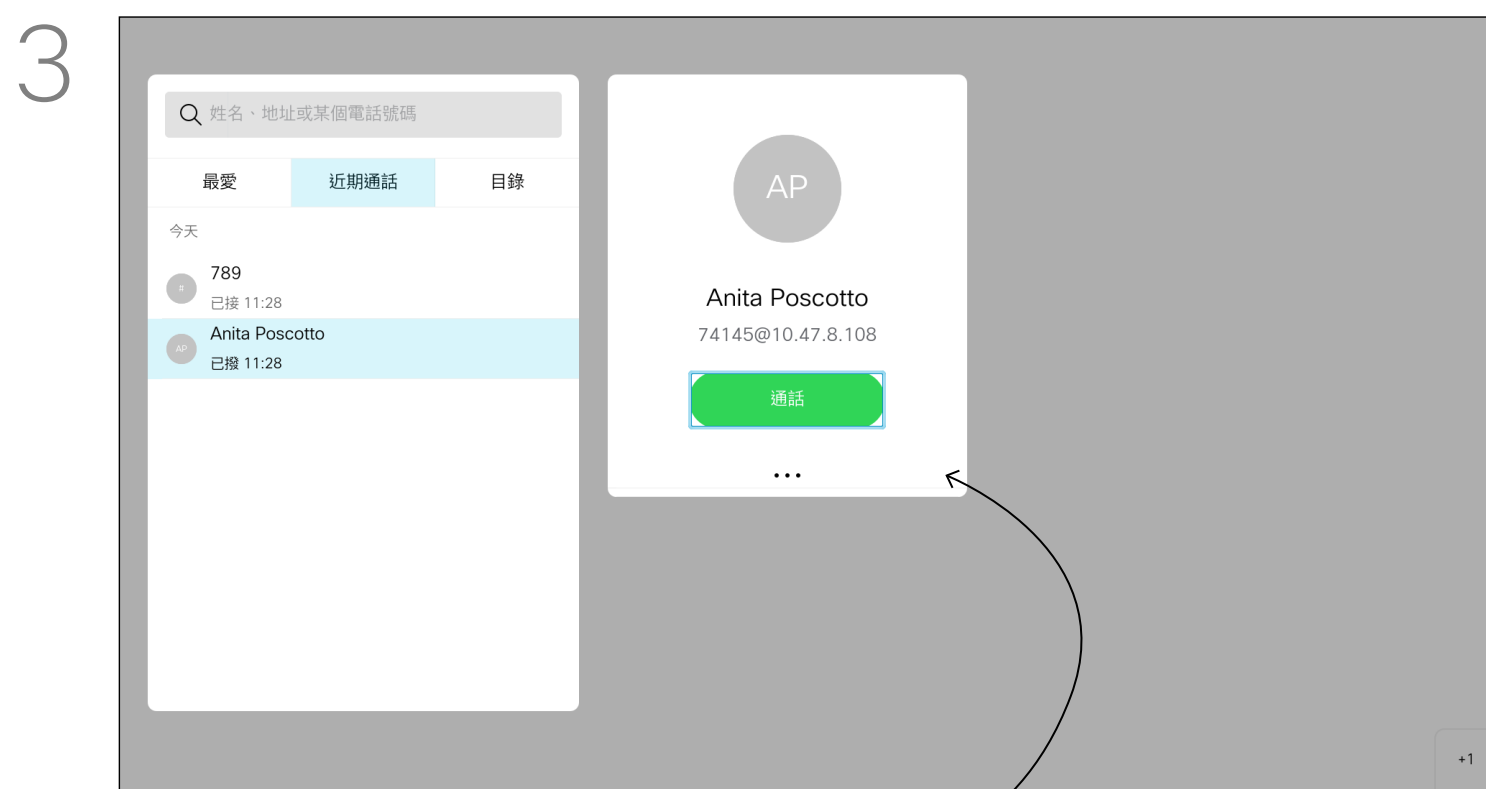 3
姓名、地址或某個電話號碼
最愛
近期通話
目錄
今天
#
789
已接 11:28
AP
Anita Poscotto
已撥 11:28
AP
Anita Poscotto
74145@10.47.8.108
通話
...
+1